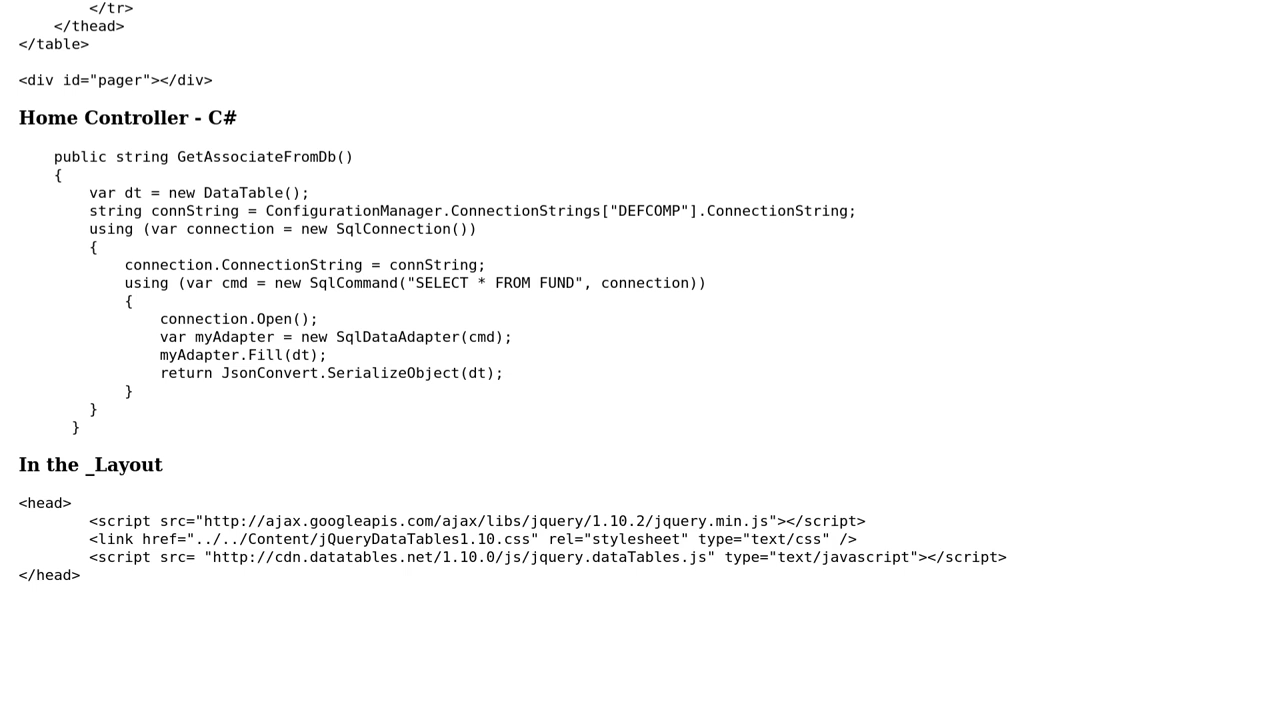 </tr>
    </thead>
</table>

<div id="pager"></div>

Home Controller - C#

    public string GetAssociateFromDb()
    {
        var dt = new DataTable();
        string connString = ConfigurationManager.ConnectionStrings["DEFCOMP"].ConnectionString;
        using (var connection = new SqlConnection())
        {
            connection.ConnectionString = connString;
            using (var cmd = new SqlCommand("SELECT * FROM FUND", connection))
            {
                connection.Open();
                var myAdapter = new SqlDataAdapter(cmd);
                myAdapter.Fill(dt);
                return JsonConvert.SerializeObject(dt);
            }
        }
      }

In the _Layout

<head>
        <script src="http://ajax.googleapis.com/ajax/libs/jquery/1.10.2/jquery.min.js"></script>
        <link href="../../Content/jQueryDataTables1.10.css" rel="stylesheet" type="text/css" />
        <script src= "http://cdn.datatables.net/1.10.0/js/jquery.dataTables.js" type="text/javascript"></script>
</head>